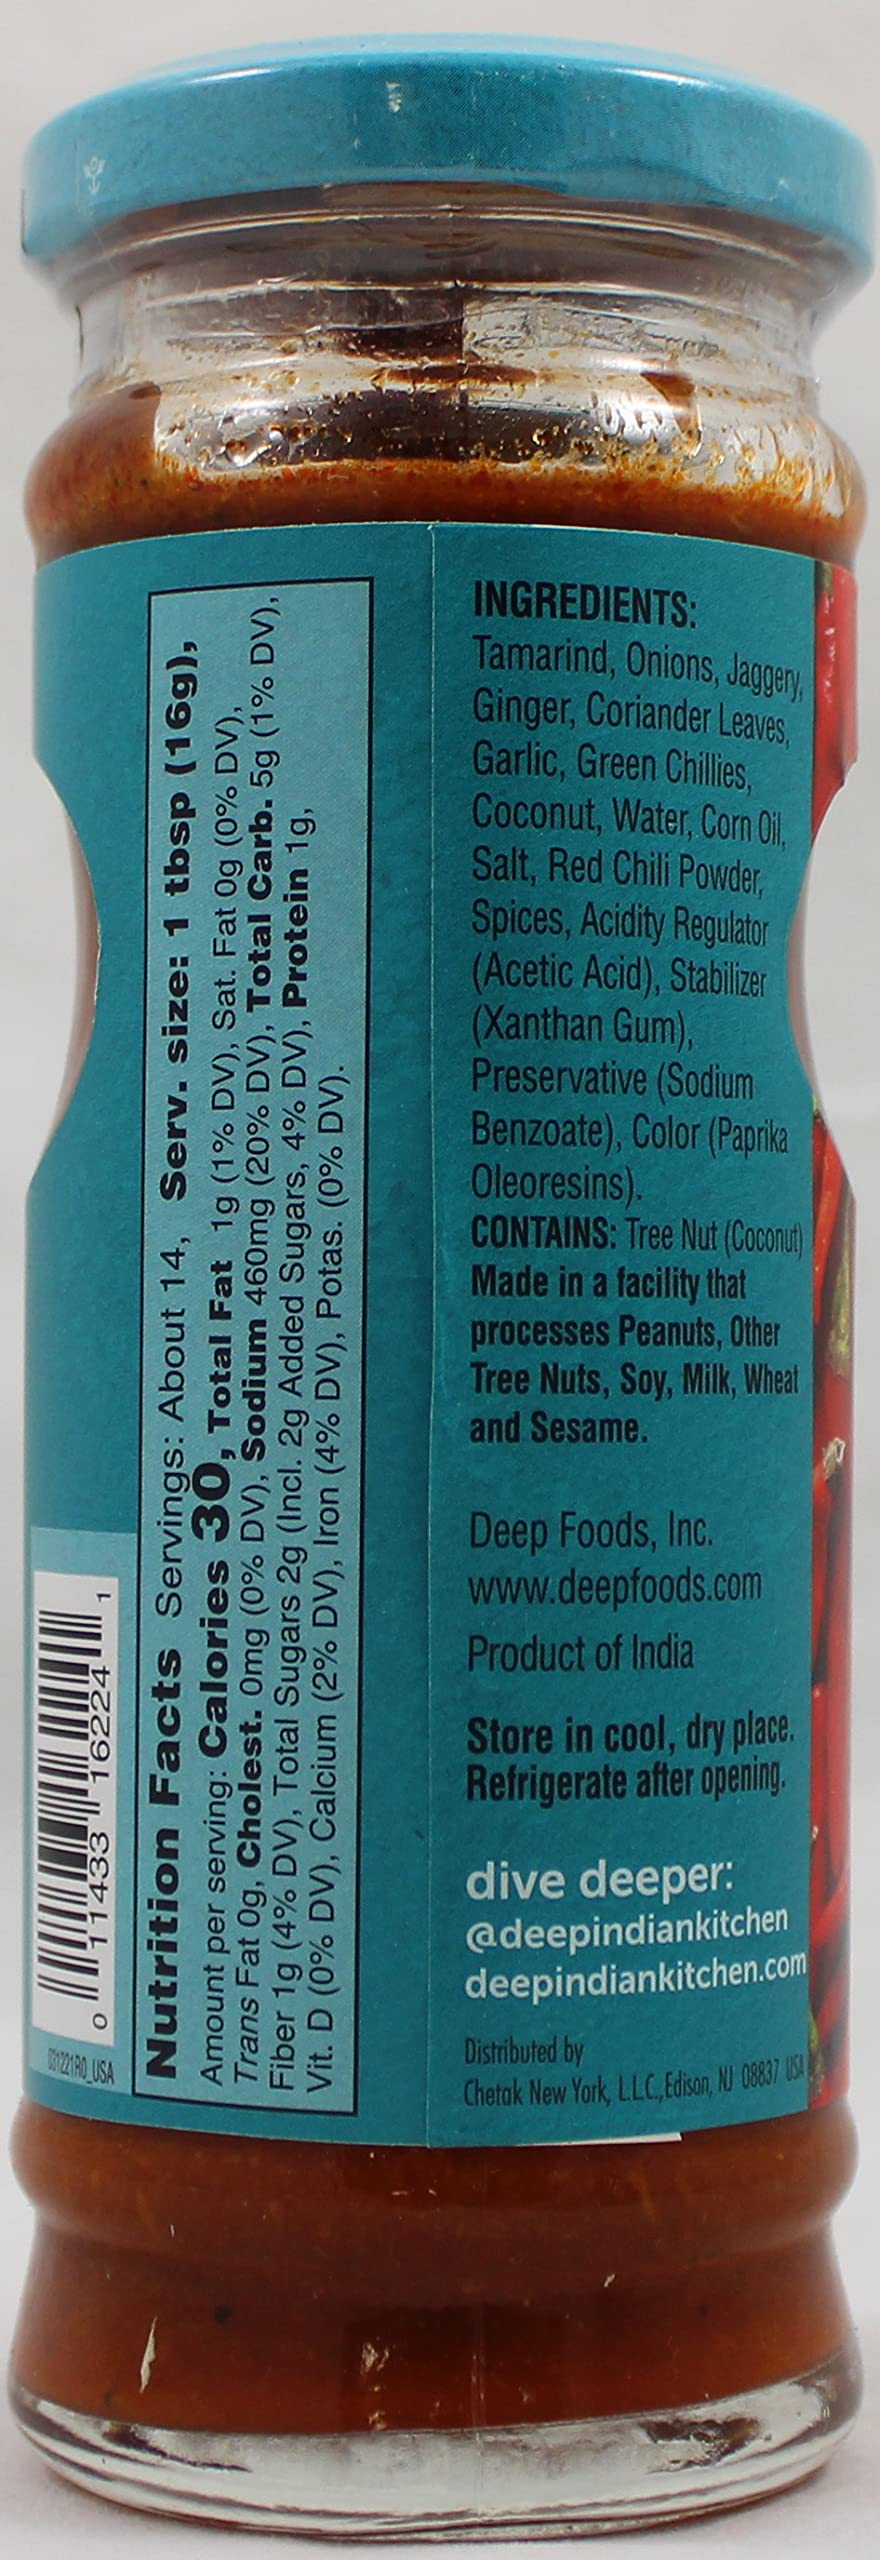 Nutrition Facts Servings: About 14, Serv. size: 1 tbsp (16g),
Amount per serving: Calories 30, Total Fat 1g (1% DV), Sat. Fat 0g (0% DV),
Trans Fat 0g, Cholest. 0mg (0% DV), Sodium 460mg (20% DV), Total Carb. 5g (1% DV),
Fiber 1g (4% DV), Total Sugars 2g (Incl. 2g Added Sugars, 4% DV), Protein 1g,
Vit. D (0% DV), Calcium (2% DV), Iron (4% DV), Potas. (0% DV).
0 11433 16224 1
031221R0_USA
INGREDIENTS:
Tamarind, Onions, Jaggery,
Ginger, Coriander Leaves,
Garlic, Green Chillies,
Coconut, Water, Corn Oil,
Salt, Red Chili Powder,
Spices, Acidity Regulator
(Acetic Acid), Stabilizer
(Xanthan Gum),
Preservative (Sodium
Benzoate), Color (Paprika
Oleoresins).
CONTAINS: Tree Nut (Coconut)
Made in a facility that
processes Peanuts, Other
Tree Nuts, Soy, Milk, Wheat
and Sesame.
Deep Foods, Inc.
www.deepfoods.com
Product of India
Store in cool, dry place.
Refrigerate after opening.
dive deeper:
@deepindiankitchen
deepindiankitchen.com
Distributed by
Chetak New York, L.L.C., Edison, NJ 08837 USA